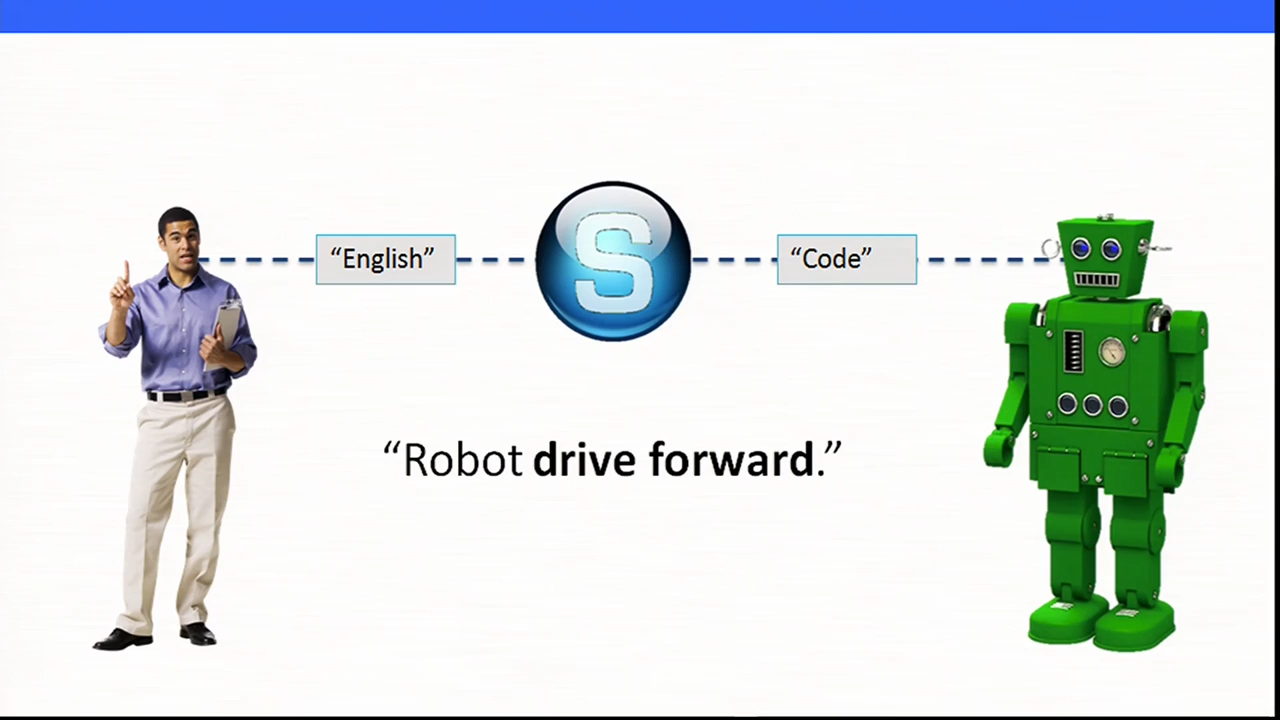 “English”
S
“Code”
“Robot drive forward.”